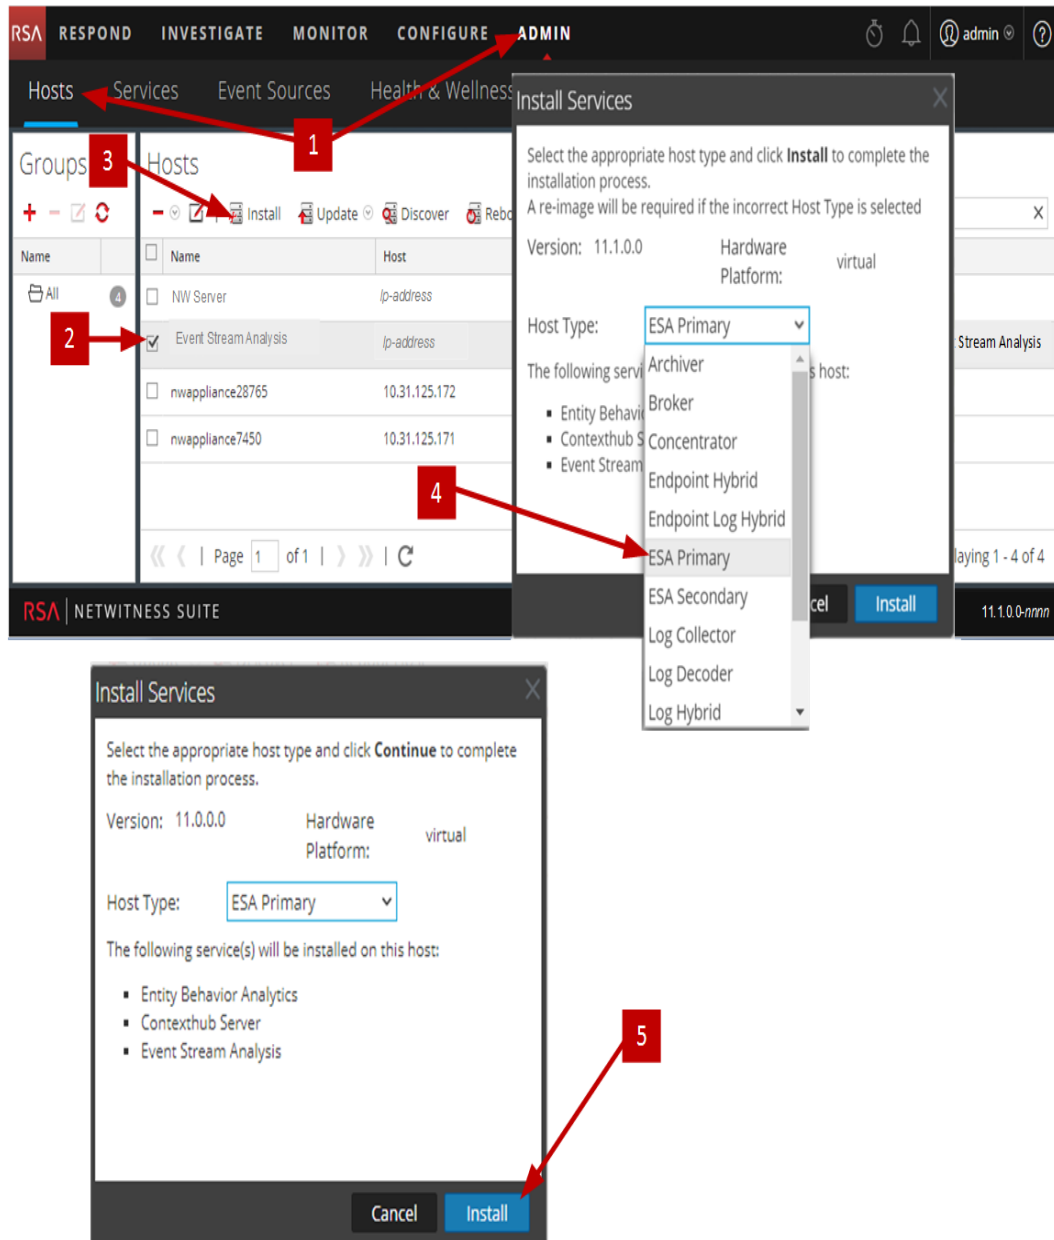 RSA RESPOND INVESTIGATE MONITOR CONFIGURE ADMIN admin ?
Hosts Services Event Sources Health & Wellness
1
Groups
3
Hosts
Install Update Discover
X
Name
Name Host
All 4
NW Server Ip-address
2
Event Stream Analysis Ip-address
Stream Analysis
nwappliance28765 10.31.125.172
nwappliance7450 10.31.125.171
4
Page 1 of 1
laying 1 - 4 of 4
RSA NETWITNESS SUITE
11.1.0.0-nnnn
Install Services X
Select the appropriate host type and click Install to complete the
installation process.
A re-image will be required if the incorrect Host Type is selected
Version: 11.1.0.0 Hardware
Platform: virtual
Host Type: ESA Primary
The following servi s host:
Entity Behavi
Contexthub S
Event Stream
Archiver
Broker
Concentrator
Endpoint Hybrid
Endpoint Log Hybrid
ESA Primary
ESA Secondary
Log Collector
Log Decoder
Log Hybrid
cel Install
Install Services X
Select the appropriate host type and click Continue to complete
the installation process.
Version: 11.0.0.0 Hardware
Platform: virtual
Host Type: ESA Primary
The following service(s) will be installed on this host:
Entity Behavior Analytics
Contexthub Server
Event Stream Analysis
5
Cancel Install